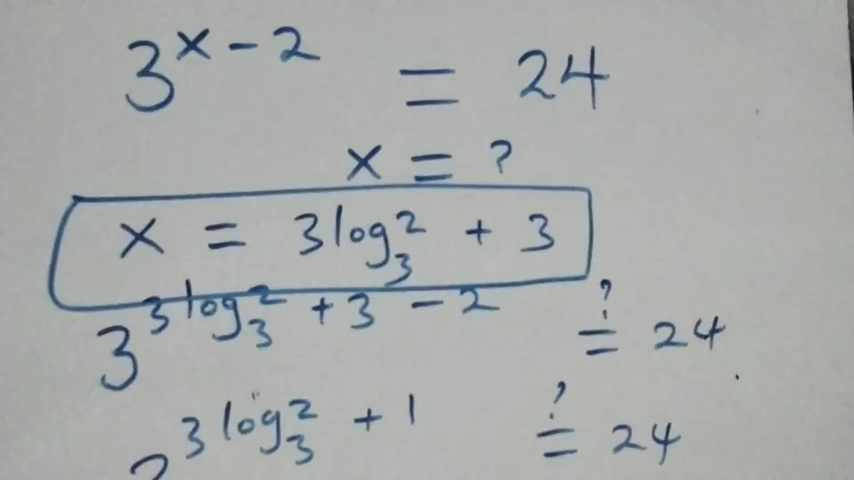 3^{x-2} = 24
x = ?
x = 3log_3^2 + 3
3^{3log_3^2 + 3 - 2} ?= 24
3^{3log_3^2 + 1} ?= 24